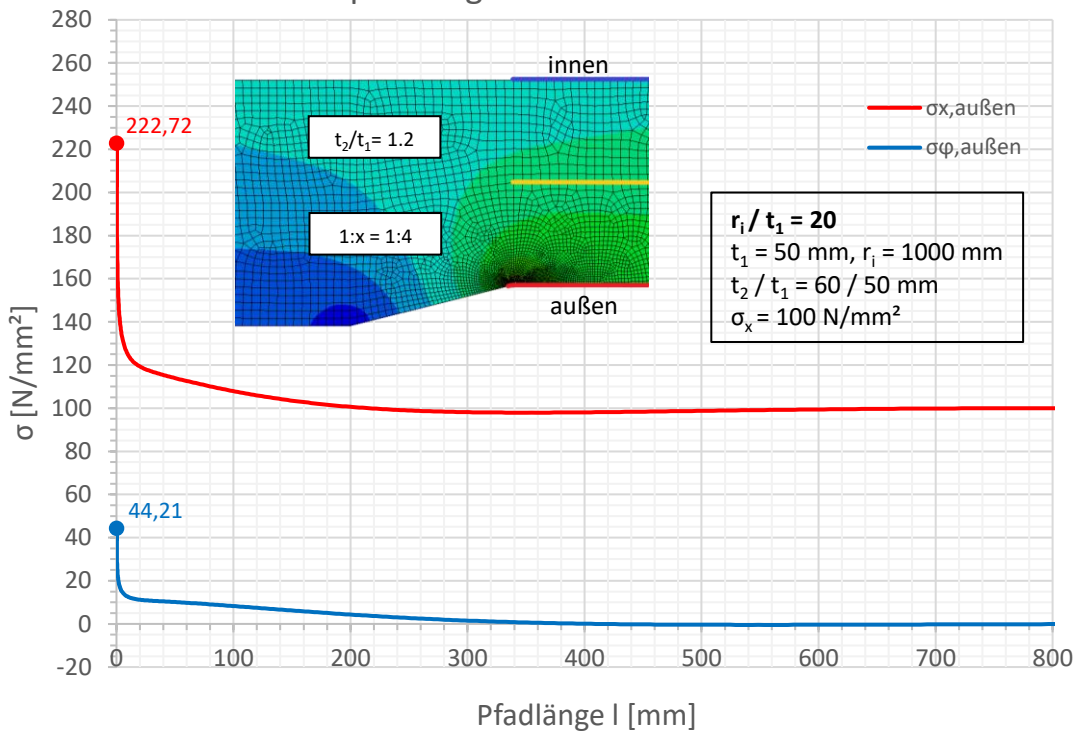 280
260
240
220
200
180
160
140
120
100
80
60
40
20
0
-20
σ [N/mm²]
222,72
44,21
innen
t₂/t₁= 1.2
1:x = 1:4
außen
σx,außen
σφ,außen
rᵢ / t₁ = 20
t₁ = 50 mm, rᵢ = 1000 mm
t₂ / t₁ = 60 / 50 mm
σₓ = 100 N/mm²
0 100 200 300 400 500 600 700 800
Pfadlänge l [mm]